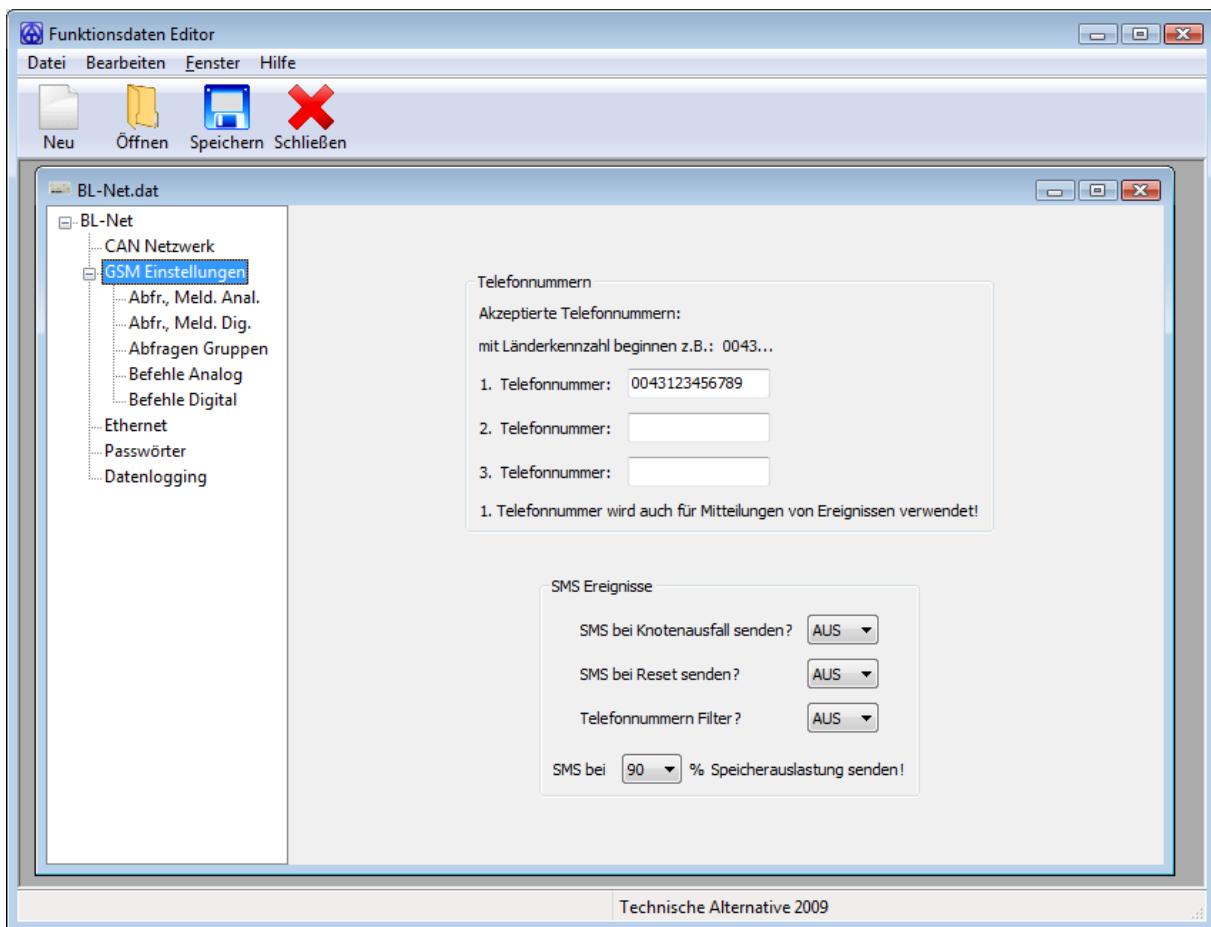 Funktionsdaten Editor
Datei Bearbeiten Fenster Hilfe
Neu Öffnen Speichern Schließen
BL-Net.dat
BL-Net
CAN Netzwerk
GSM Einstellungen
Abfr., Meld. Anal.
Abfr., Meld. Dig.
Abfragen Gruppen
Befehle Analog
Befehle Digital
Ethernet
Passwörter
Datenlogging
Telefonnummern
Akzeptierte Telefonnummern:
mit Länderkennzahl beginnen z.B.: 0043...
1. Telefonnummer: 0043123456789
2. Telefonnummer:
3. Telefonnummer:
1. Telefonnummer wird auch für Mitteilungen von Ereignissen verwendet!
SMS Ereignisse
SMS bei Knotenausfall senden? AUS
SMS bei Reset senden? AUS
Telefonnummern Filter? AUS
SMS bei 90 % Speicherauslastung senden!
Technische Alternative 2009